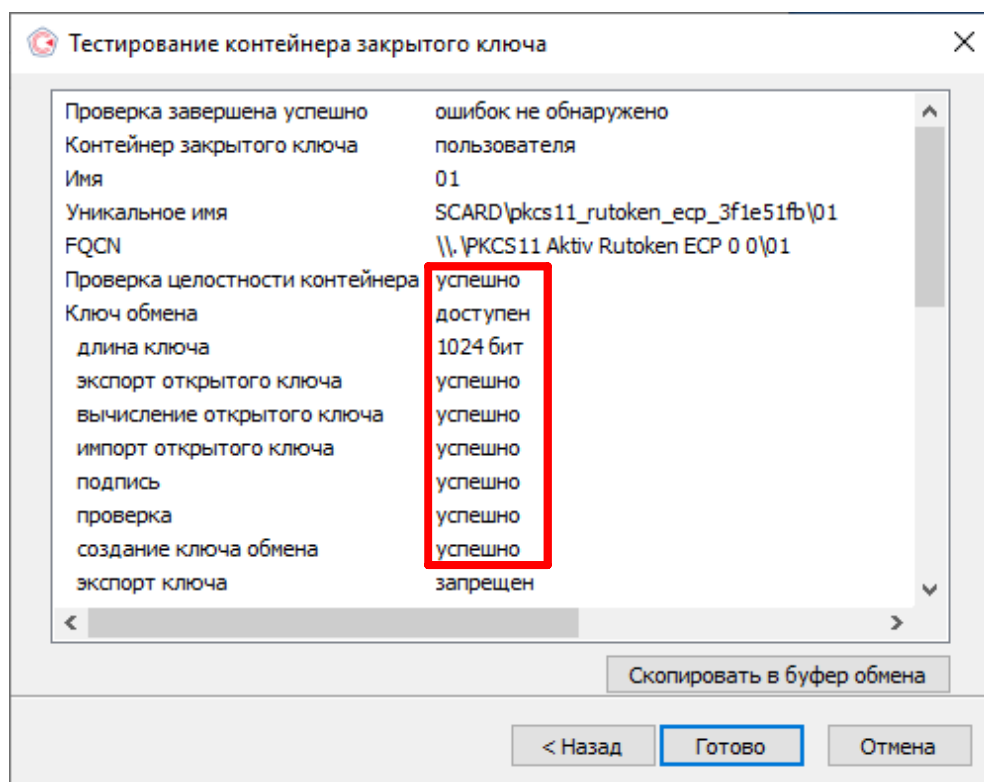 Тестирование контейнера закрытого ключа
Проверка завершена успешно ошибок не обнаружено
Контейнер закрытого ключа пользователя
Имя 01
Уникальное имя SCARD\pkcs11_rutoken_ecp_3f1e51fb\01
FQCN \\.\PKCS11 Aktiv Rutoken ECP 0 0\01
Проверка целостности контейнера успешно
Ключ обмена доступен
длина ключа 1024 бит
экспорт открытого ключа успешно
вычисление открытого ключа успешно
импорт открытого ключа успешно
подпись успешно
проверка успешно
создание ключа обмена успешно
экспорт ключа запрещен
Скопировать в буфер обмена
< Назад Готово Отмена